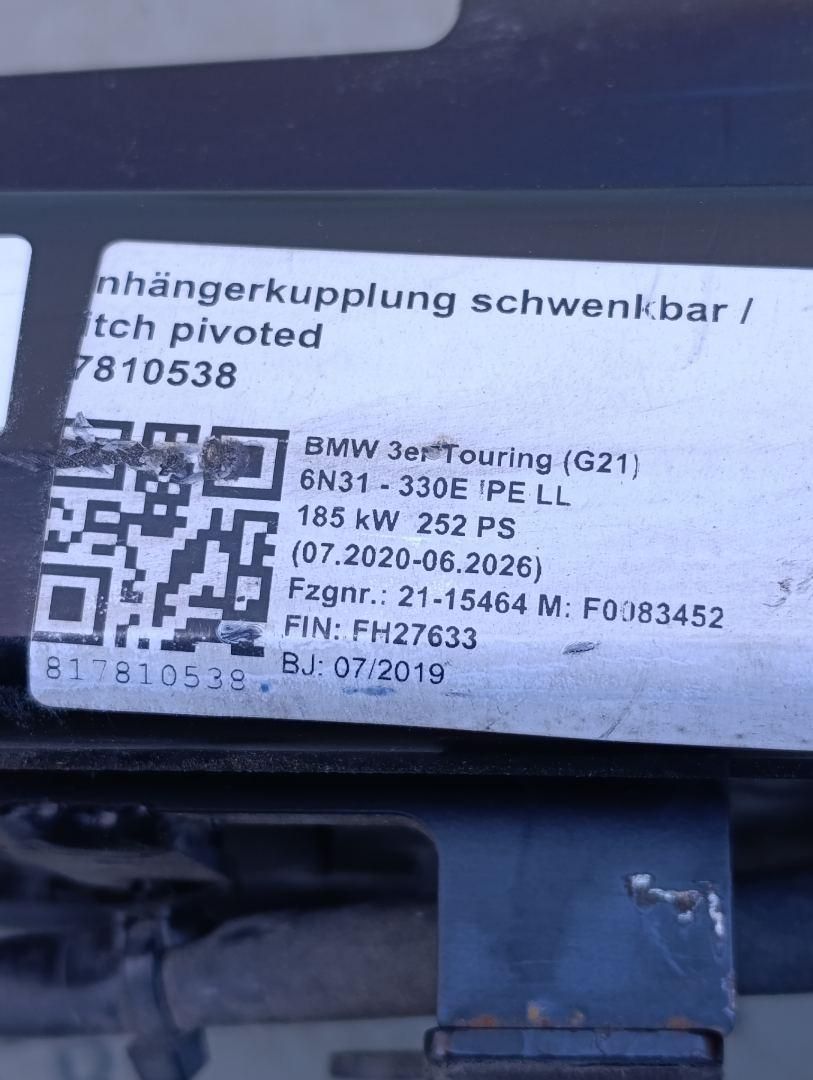 nhängerkupplung schwenkbar /
itch pivoted
7810538
BMW 3er Touring (G21)
6N31 - 330E IPE LL
185 kW 252 PS
(07.2020-06.2026)
Fzgnr.: 21-15464 M: F0083452
FIN: FH27633
BJ: 07/2019
817810538